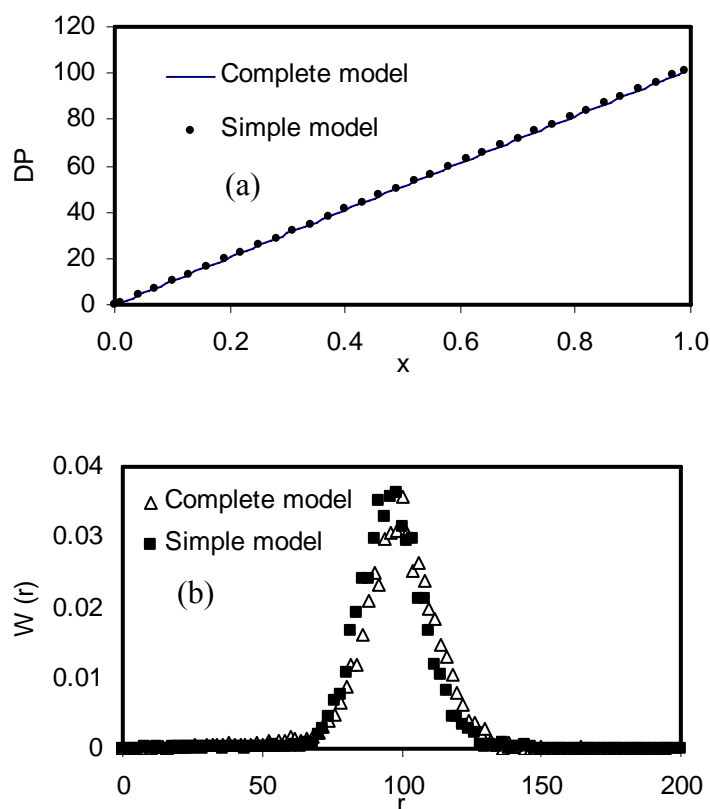 120
100
80
60
40
20
0
DP
Complete model
Simple model
(a)
0.0 0.2 0.4 0.6 0.8 1.0
x
0.04
0.03
0.02
0.01
0
W (r)
Complete model
Simple model
(b)
0 50 100 150 200
r